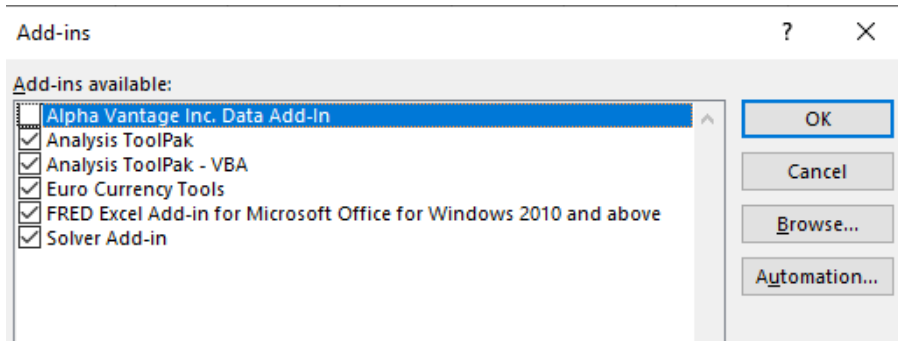 Add-ins ? ×
Add-ins available:
Alpha Vantage Inc. Data Add-In
Analysis ToolPak
Analysis ToolPak - VBA
Euro Currency Tools
FRED Excel Add-in for Microsoft Office for Windows 2010 and above
Solver Add-in
OK
Cancel
Browse...
Automation...